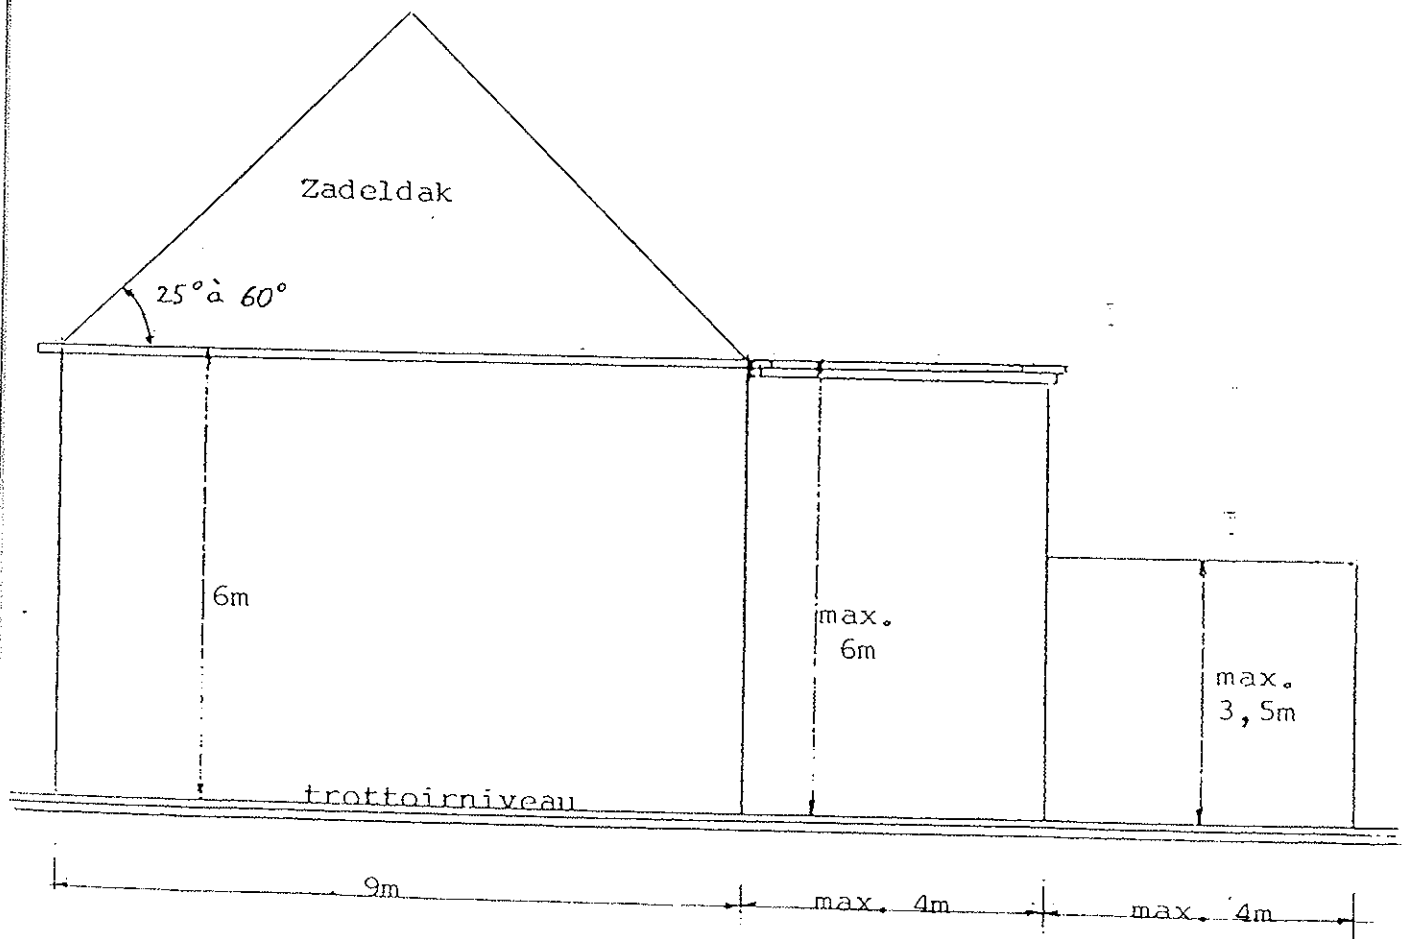 Zadeldak
25° à 60°
6m
max.
6m
max.
3,5m
trottoirniveau
9m
max. 4m
max. 4m